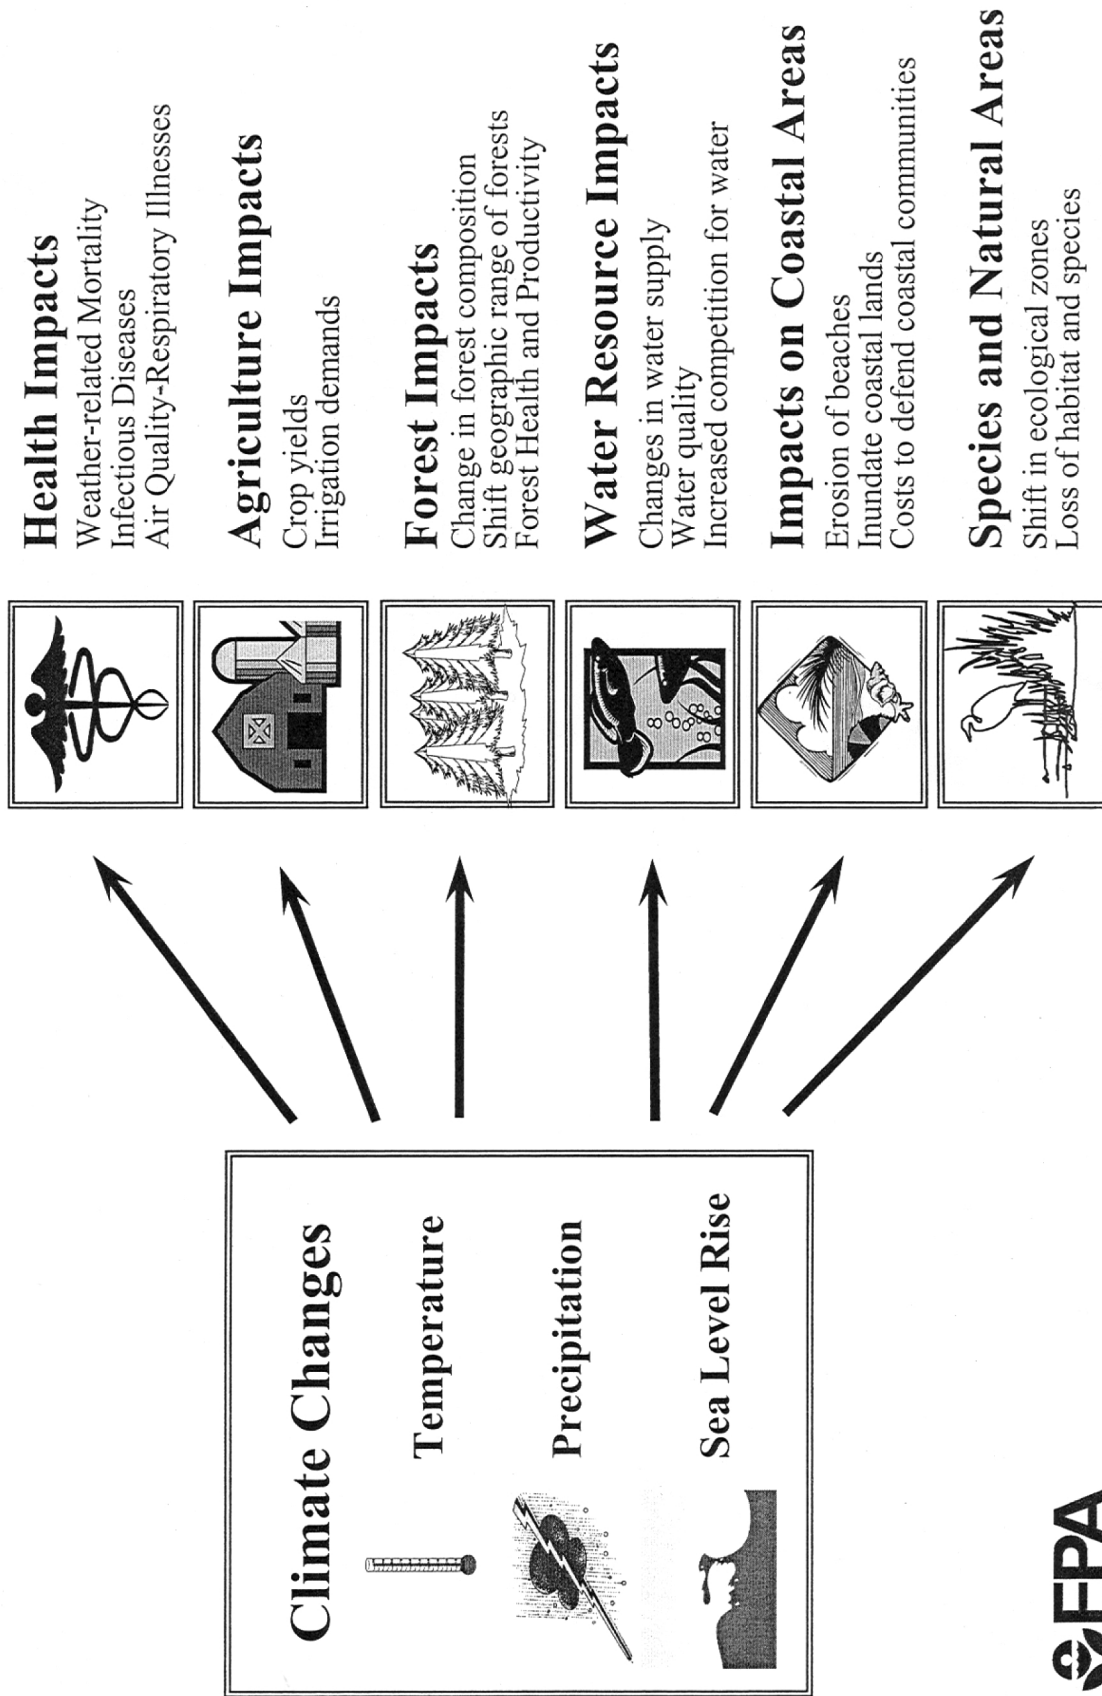 Climate Changes
Temperature
Precipitation
Sea Level Rise
Health Impacts
Weather-related Mortality
Infectious Diseases
Air Quality-Respiratory Illnesses
Agriculture Impacts
Crop yields
Irrigation demands
Forest Impacts
Change in forest composition
Shift geographic range of forests
Forest Health and Productivity
Water Resource Impacts
Changes in water supply
Water quality
Increased competition for water
Impacts on Coastal Areas
Erosion of beaches
Inundate coastal lands
Costs to defend coastal communities
Species and Natural Areas
Shift in ecological zones
Loss of habitat and species
EPA